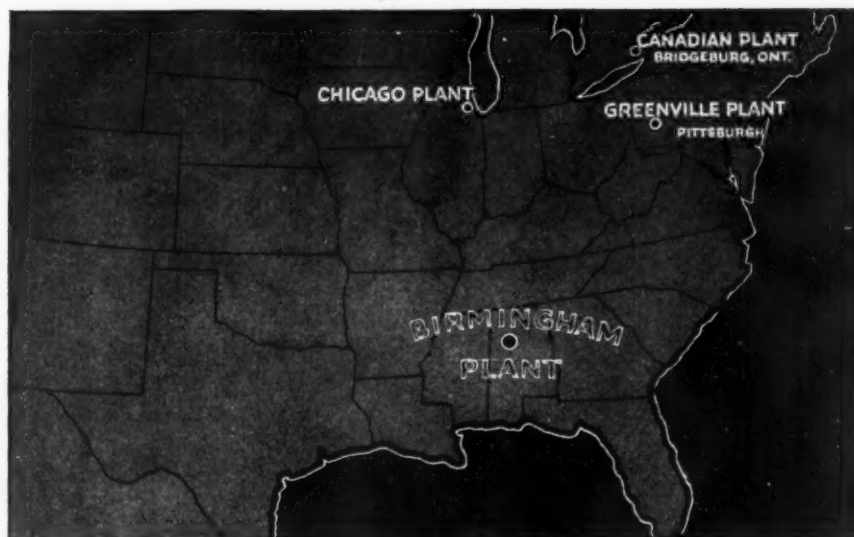 CANADIAN PLANT
BRIDGEBURG, ONT.
CHICAGO PLANT
GREENVILLE PLANT
PITTSBURGH
BIRMINGHAM
PLANT